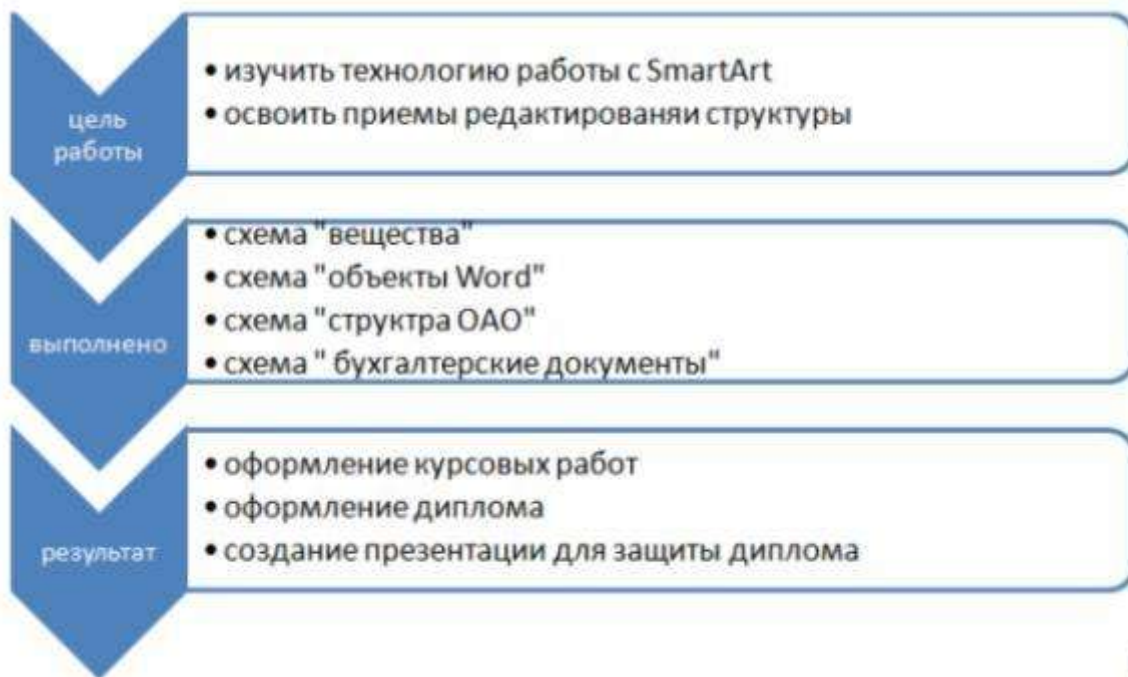 цель
работы
• изучить технологию работы с SmartArt
• освоить приемы редактированяи структуры
выполнено
• схема "вещества"
• схема "объекты Word"
• схема "структра ОАО"
• схема " бухгалтерские документы"
результат
• оформление курсовых работ
• оформление диплома
• создание презентации для защиты диплома